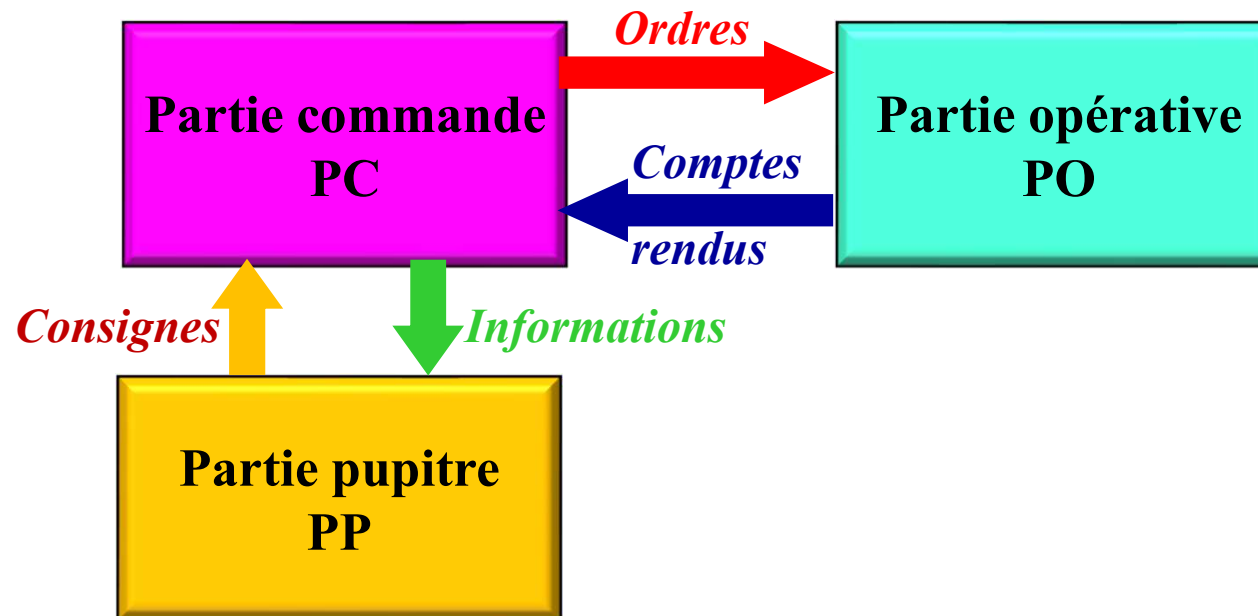 Ordres
Partie commande
PC
Partie opérative
PO
Comptes
rendus
Consignes
Informations
Partie pupitre
PP